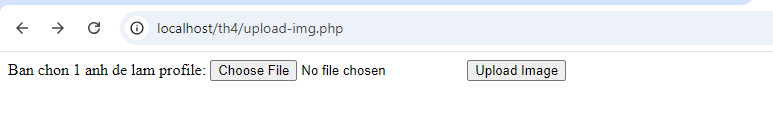 localhost/th4/upload-img.php
Ban chon 1 anh de lam profile: Choose File No file chosen Upload Image